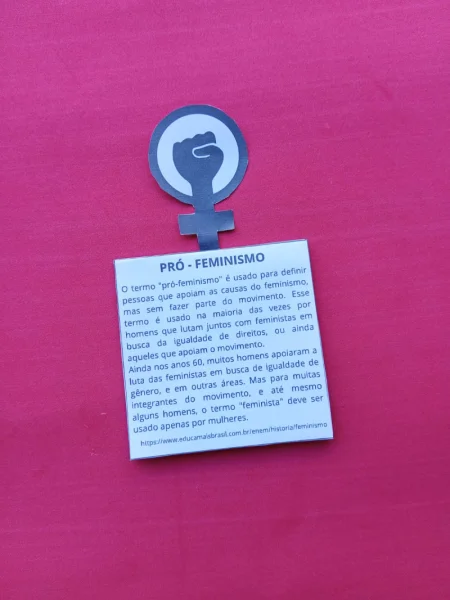 PRÓ - FEMINISMO
O termo "pró-feminismo" é usado para definir
pessoas que apoiam as causas do feminismo,
mas sem fazer parte do movimento. Esse
termo é usado na maioria das vezes por
homens que lutam juntos com feministas em
busca da igualdade de direitos, ou ainda
aqueles que apoiam o movimento.
Ainda nos anos 60, muitos homens apoiaram a
luta das feministas em busca de igualdade de
gênero, e em outras áreas. Mas para muitas
integrantes do movimento, e até mesmo
alguns homens, o termo "feminista" deve ser
usado apenas por mulheres.
https://www.educamaisbrasil.com.br/enem/historia/feminismo